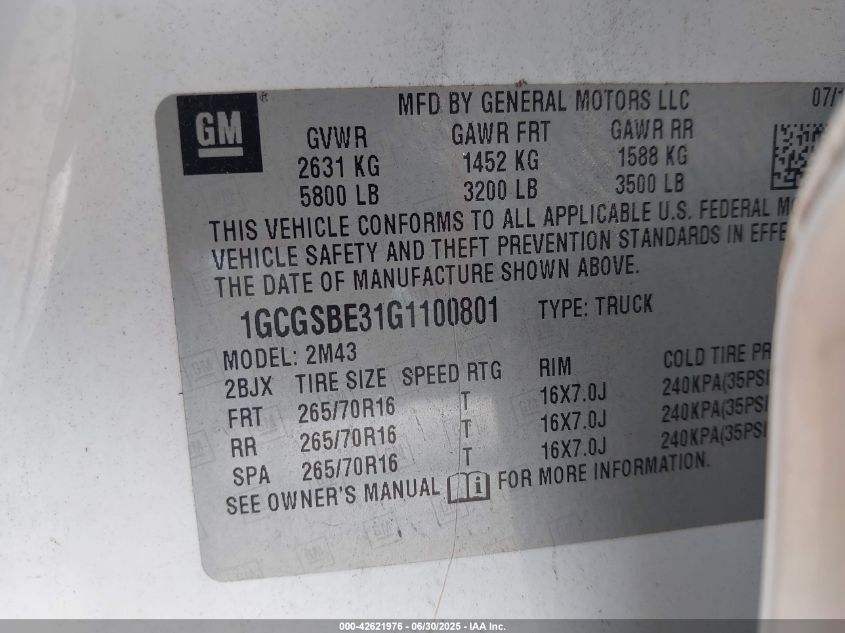 GM
MFD BY GENERAL MOTORS LLC 07/1
GVWR GAWR FRT GAWR RR
2631 KG 1452 KG 1588 KG
5800 LB 3200 LB 3500 LB
THIS VEHICLE CONFORMS TO ALL APPLICABLE U.S. FEDERAL M
VEHICLE SAFETY AND THEFT PREVENTION STANDARDS IN EFFE
THE DATE OF MANUFACTURE SHOWN ABOVE.
1GCGSBE31G1100801 TYPE: TRUCK
MODEL: 2M43
2BJX TIRE SIZE SPEED RTG RIM COLD TIRE PR
FRT 265/70R16 T 16X7.0J 240KPA(35PSI
RR 265/70R16 T 16X7.0J 240KPA(35PSI
SPA 265/70R16 T 16X7.0J 240KPA(35PSI
SEE OWNER'S MANUAL FOR MORE INFORMATION.
000-42621976 - 06/30/2025 - IAA Inc.